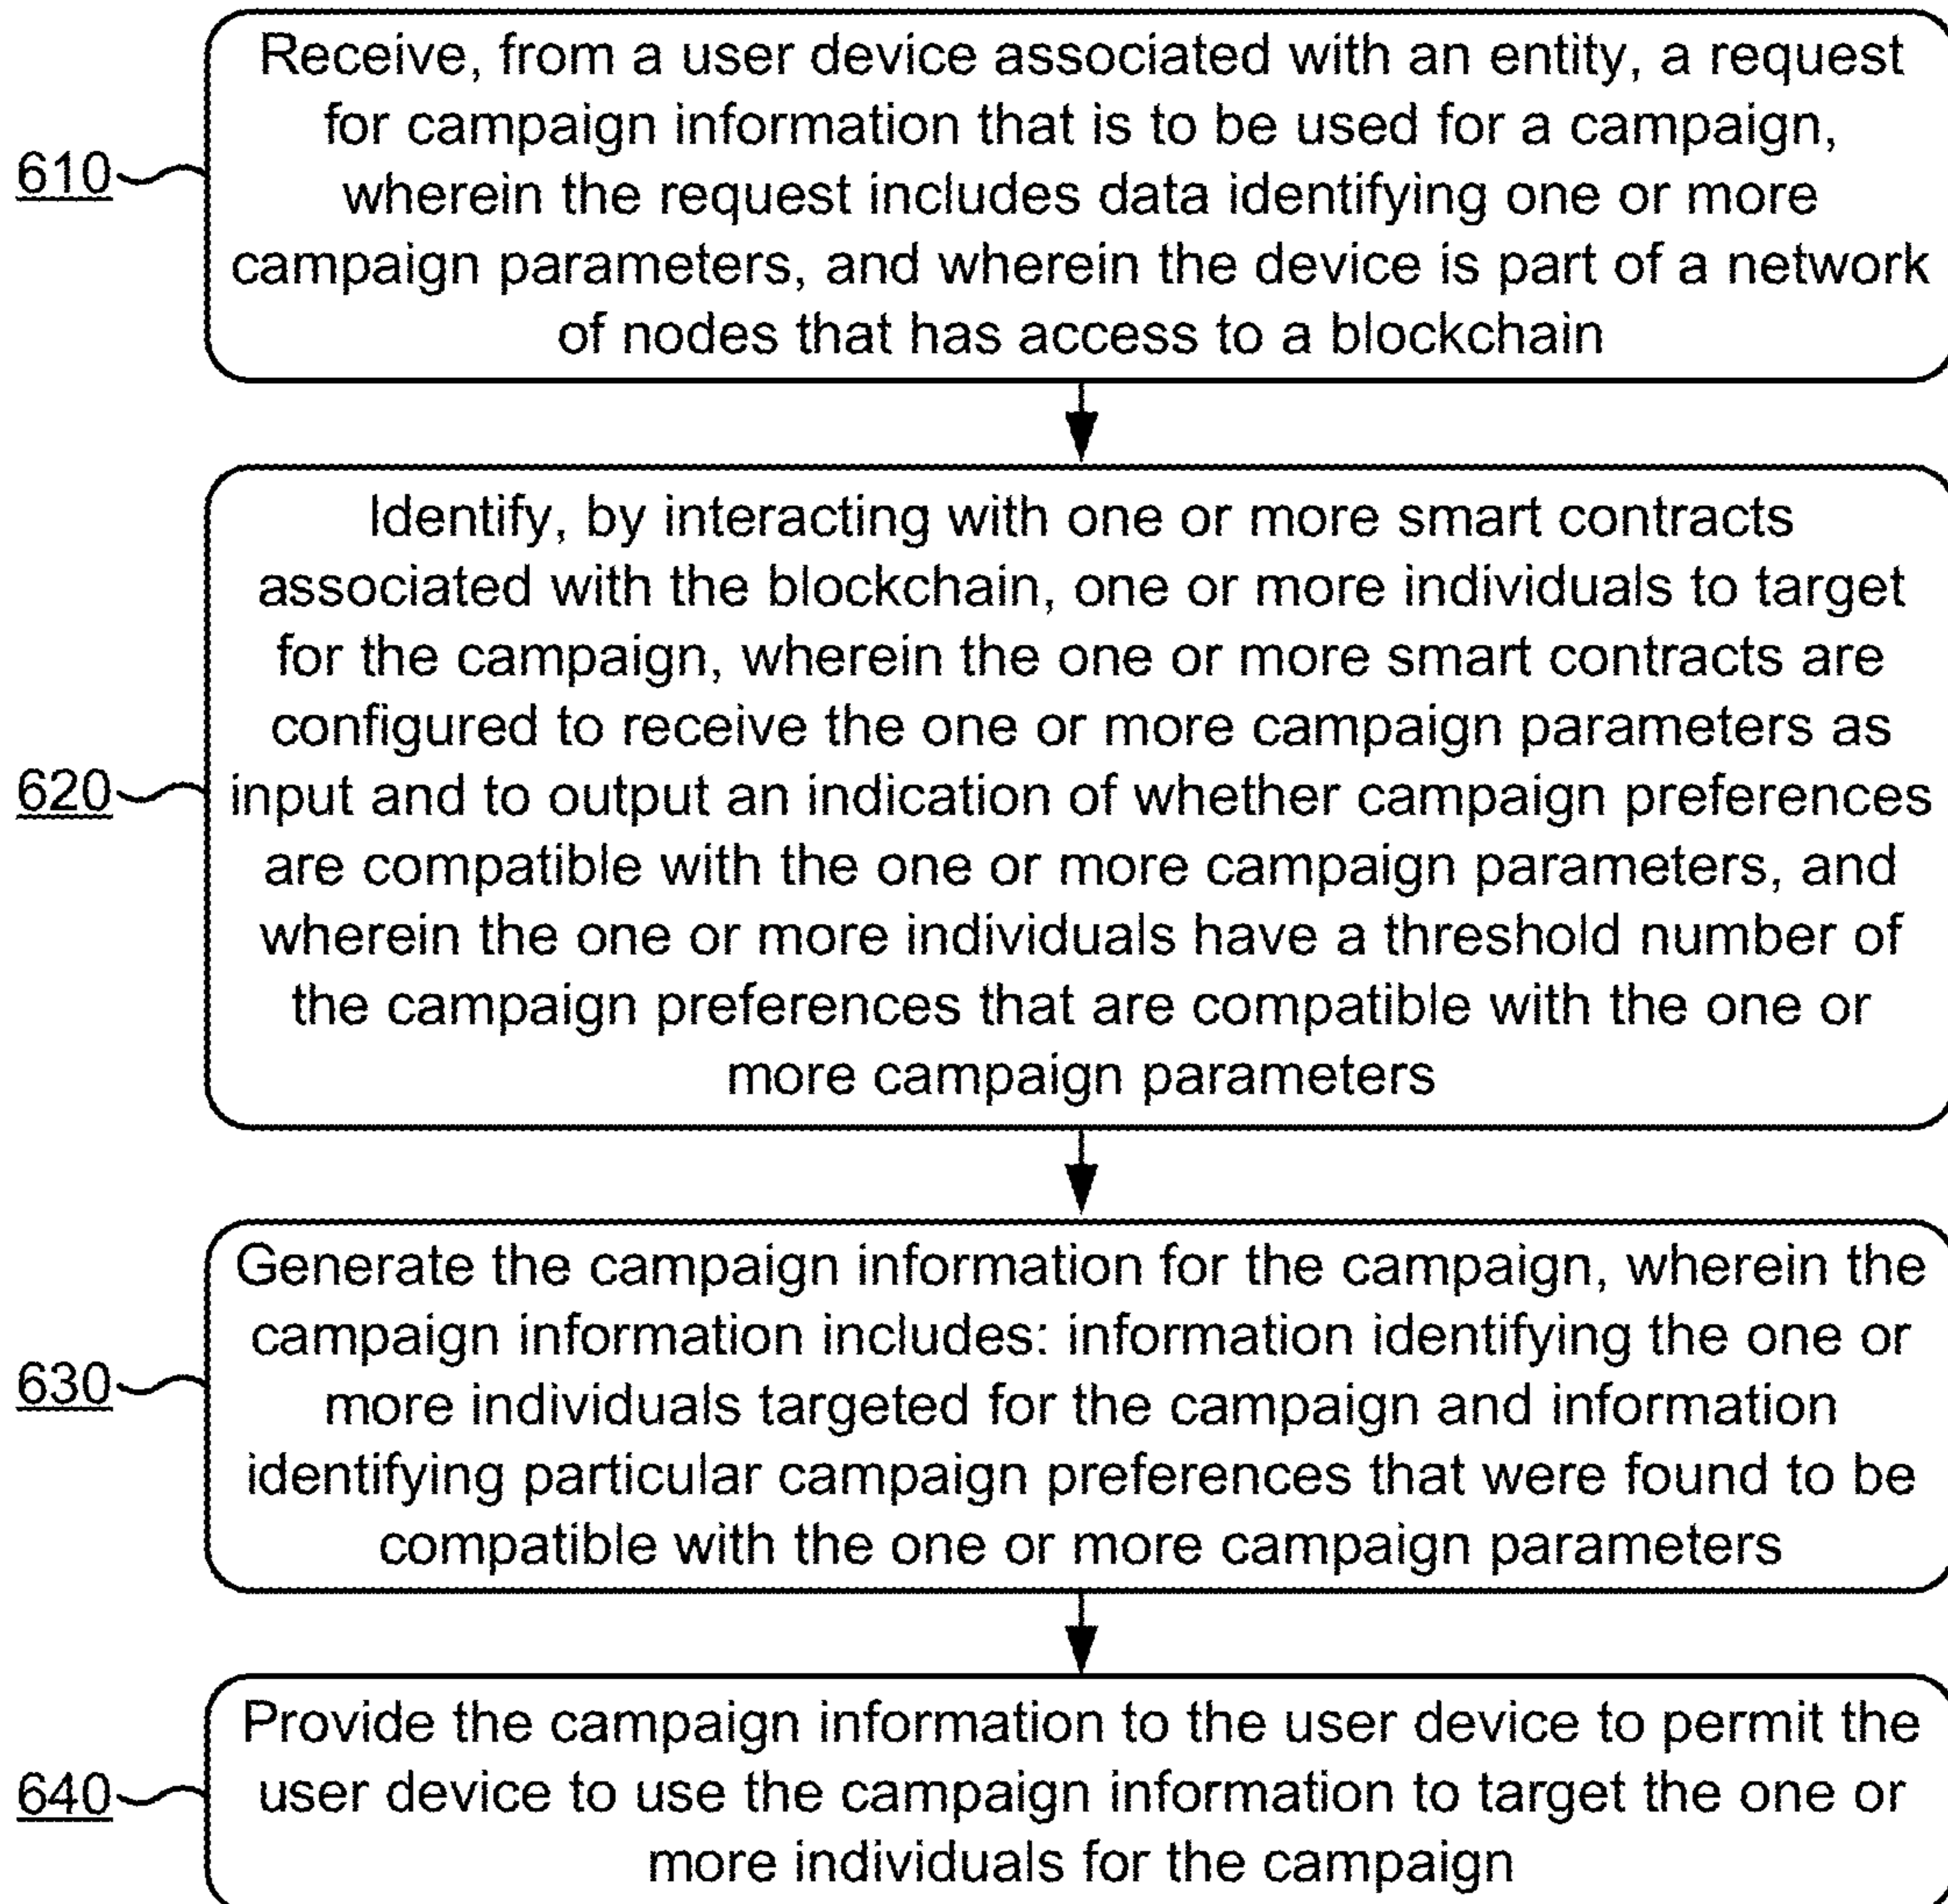 Receive, from a user device associated with an entity, a request
for campaign information that is to be used for a campaign,
610
wherein the request includes data identifying one or more
campaign parameters, and wherein the device is part of a network
of nodes that has access to a blockchain
Identify, by interacting with one or more smart contracts
associated with the blockchain, one or more individuals to target
for the campaign, wherein the one or more smart contracts are
configured to receive the one or more campaign parameters as
620
input and to output an indication of whether campaign preferences
are compatible with the one or more campaign parameters, and
wherein the one or more individuals have a threshold number of
the campaign preferences that are compatible with the one or
more campaign parameters
Generate the campaign information for the campaign, wherein the
campaign information includes: information identifying the one or
630
more individuals targeted for the campaign and information
identifying particular campaign preferences that were found to be
compatible with the one or more campaign parameters
Provide the campaign information to the user device to permit the
640
user device to use the campaign information to target the one or
more individuals for the campaign